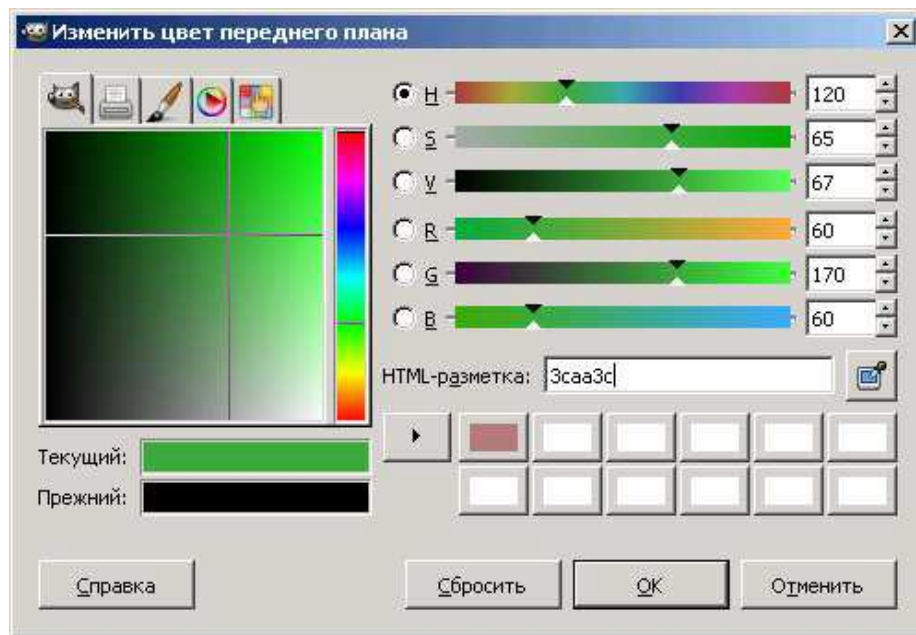 Изменить цвет переднего плана
H 120
S 65
V 67
R 60
G 170
B 60
HTML-разметка: 3caa3c
Текущий:
Прежний:
Справка Сбросить OK Отменить